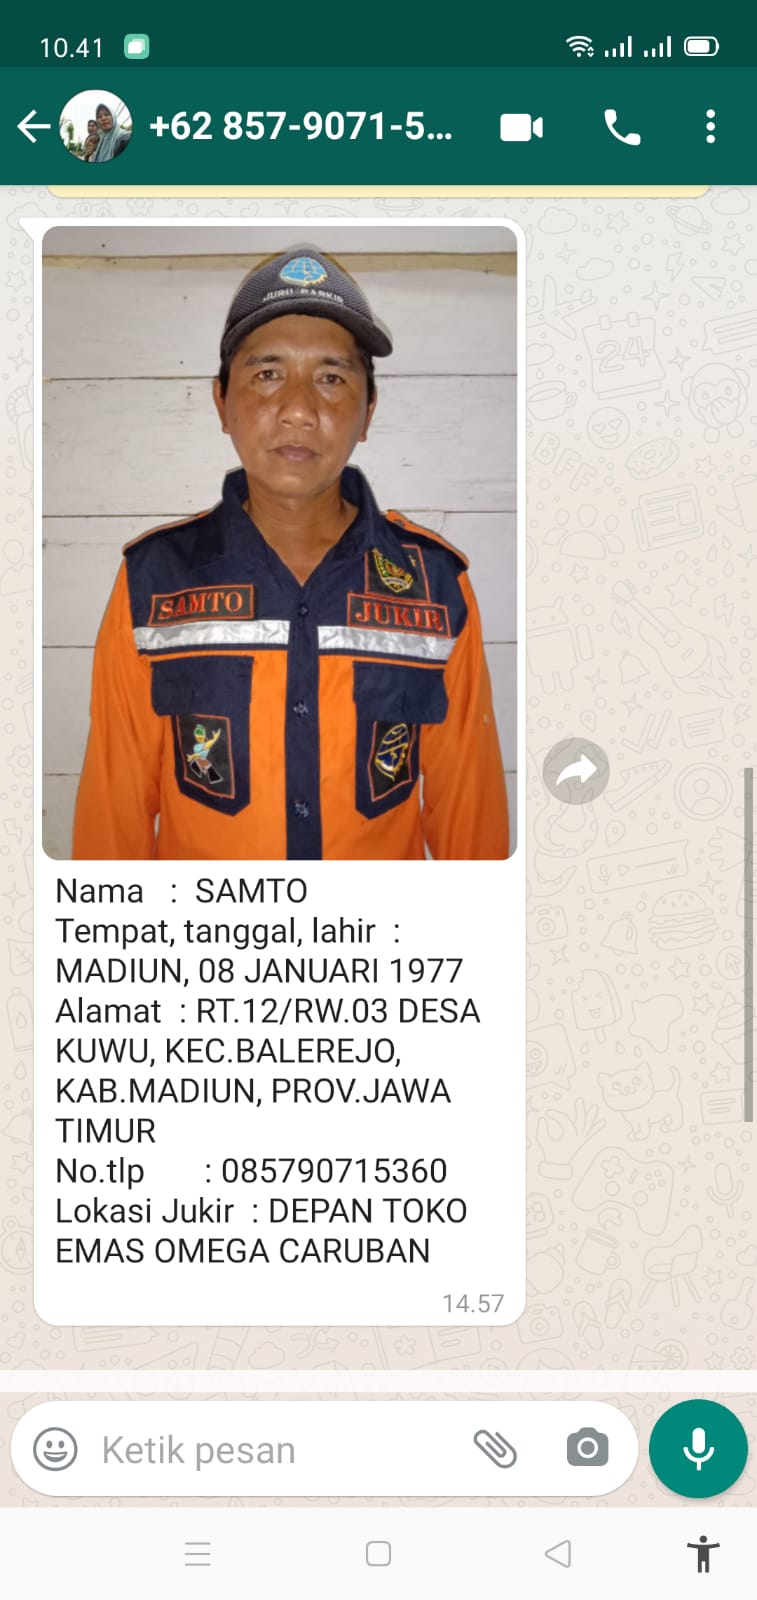 10.41
+62 857-9071-5...
JURU PARKIR
SAMTO
JUKIR
Nama : SAMTO
Tempat, tanggal, lahir :
MADIUN, 08 JANUARI 1977
Alamat : RT.12/RW.03 DESA
KUWU, KEC.BALEREJO,
KAB.MADIUN, PROV.JAWA
TIMUR
No.tlp : 085790715360
Lokasi Jukir : DEPAN TOKO
EMAS OMEGA CARUBAN
14.57
Ketik pesan